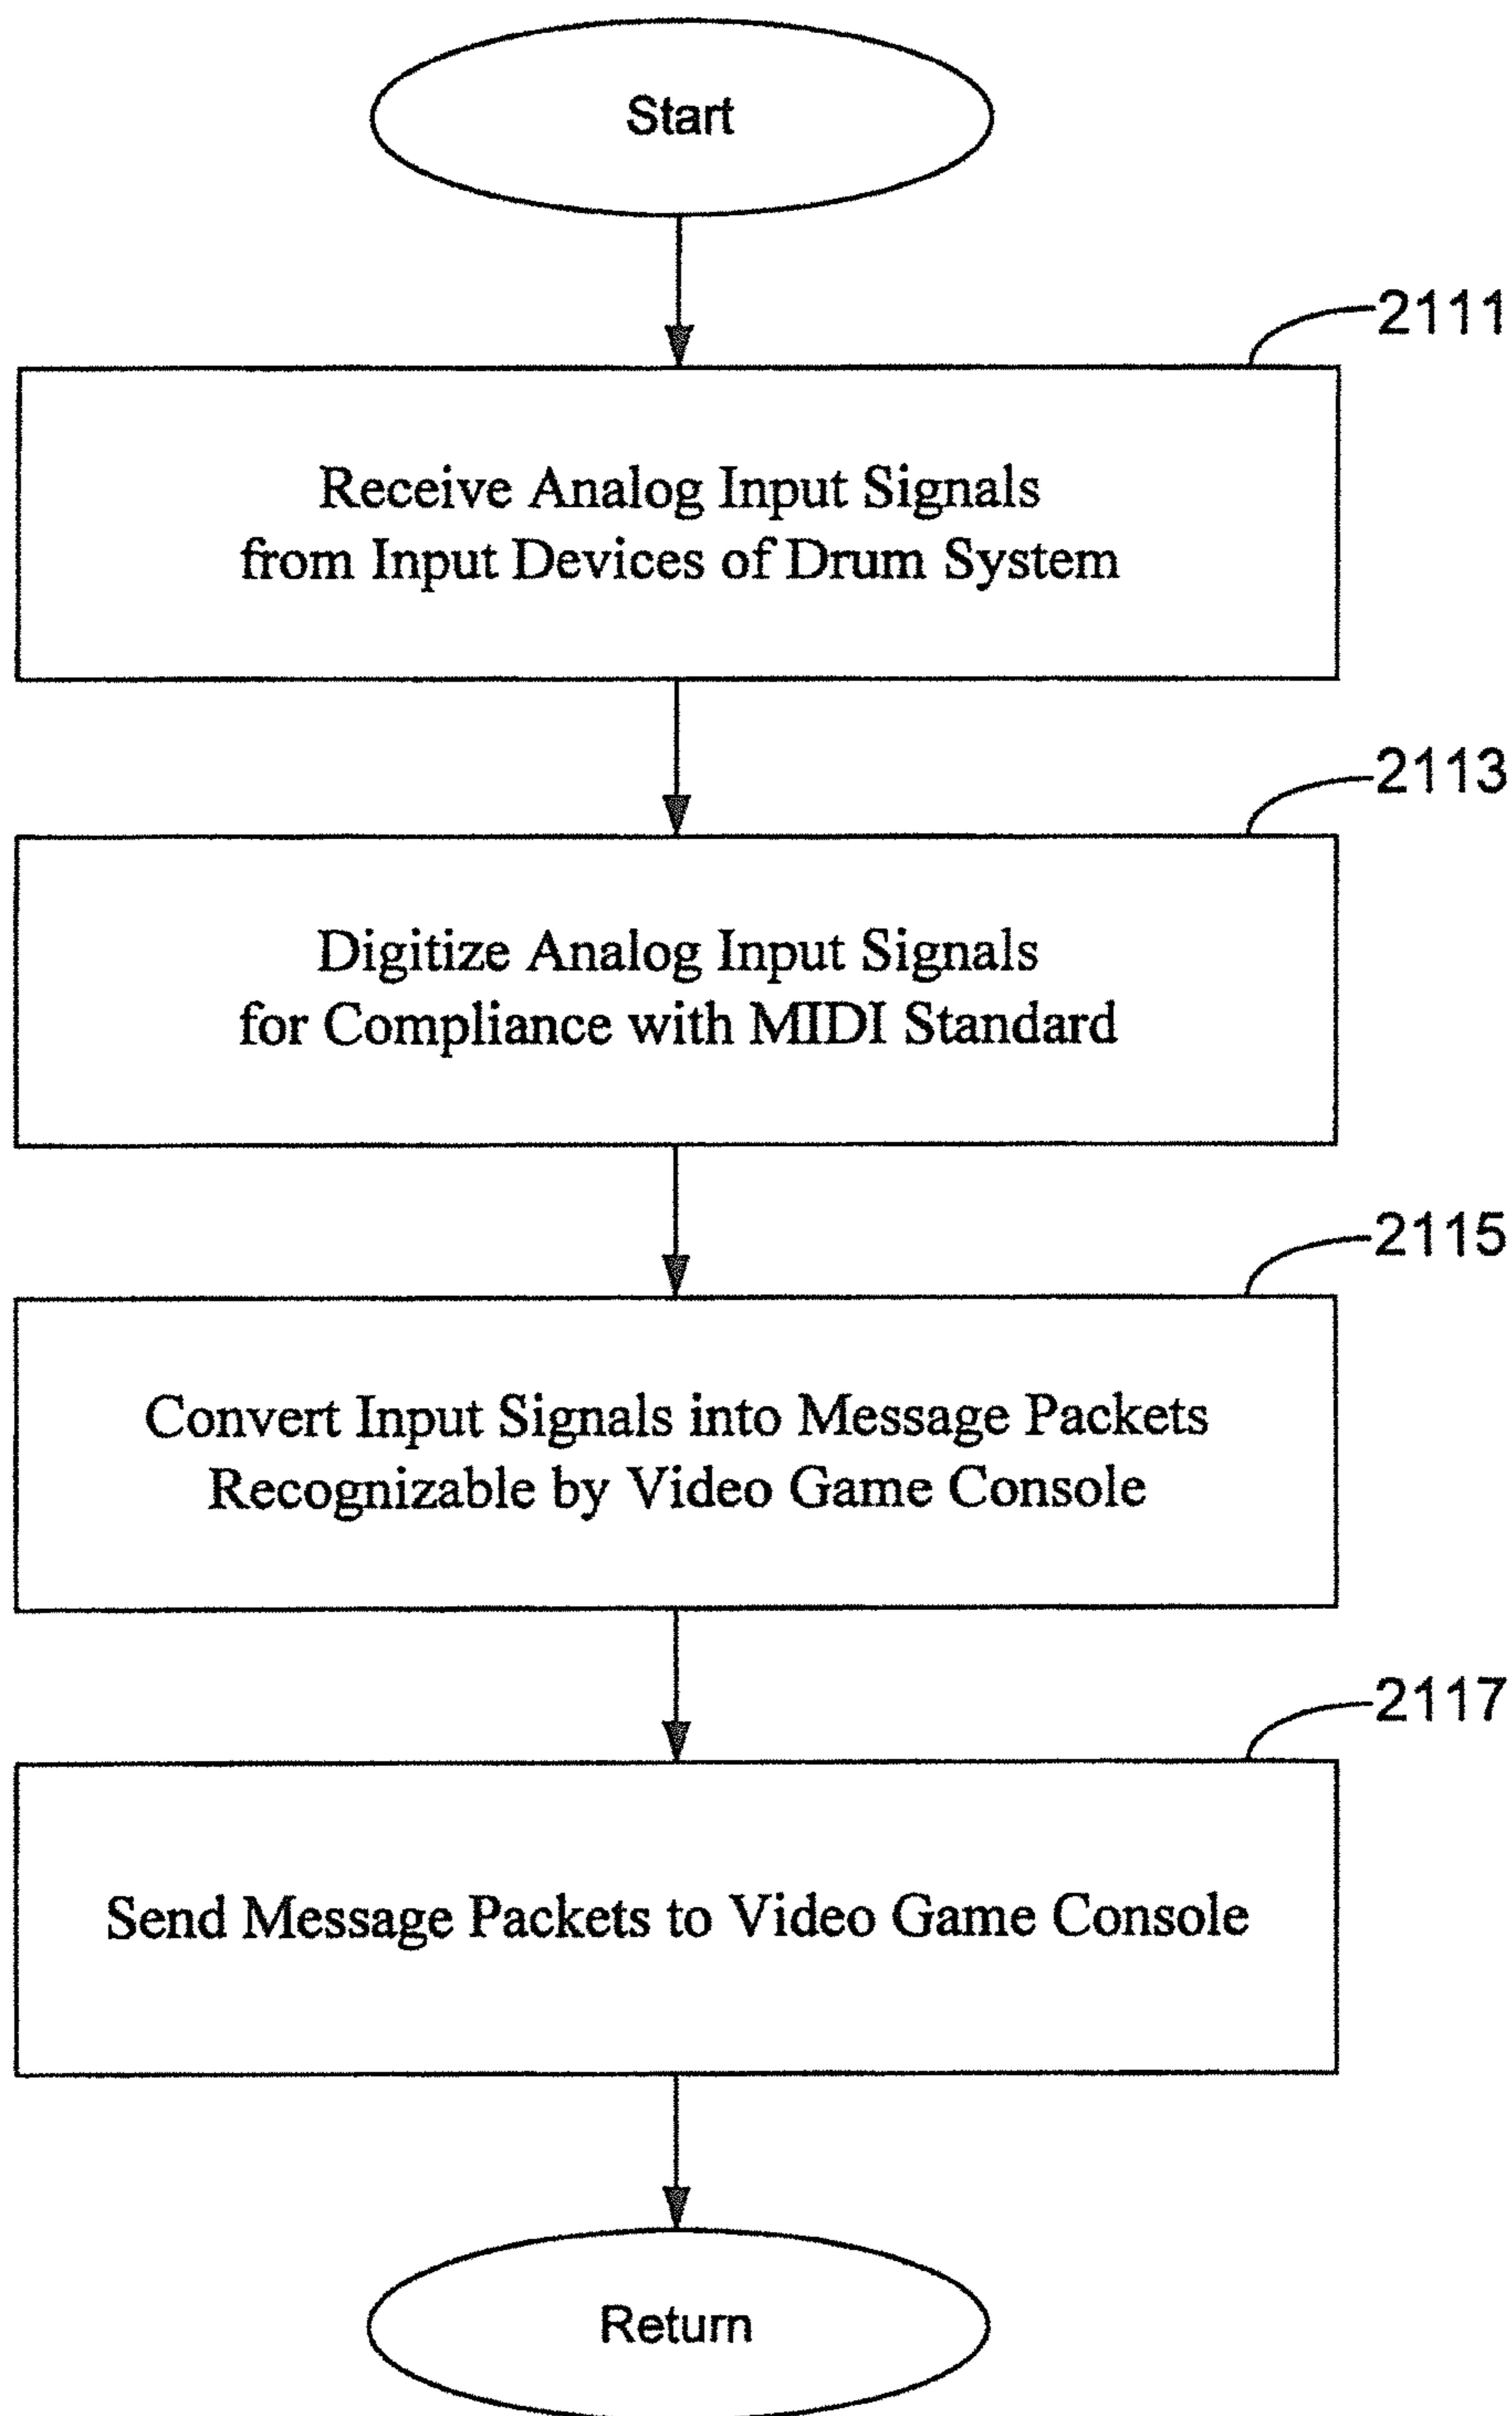 Start
2111
Receive Analog Input Signals
from Input Devices of Drum System
2113
Digitize Analog Input Signals
for Compliance with MIDI Standard
2115
Convert Input Signals into Message Packets
Recognizable by Video Game Console
2117
Send Message Packets to Video Game Console
Return